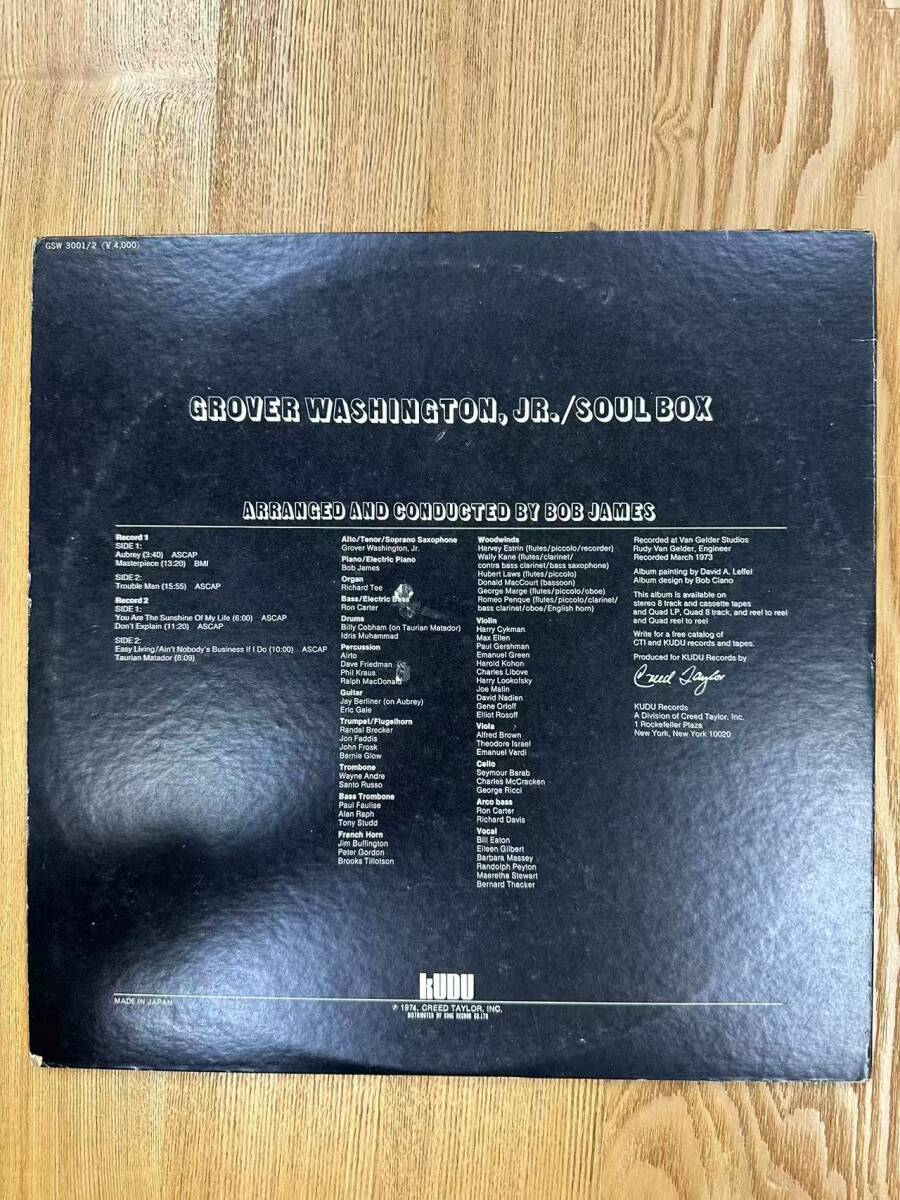 GSW 3001/2 (¥ 4,000)
GROVER WASHINGTON, JR./SOUL BOX
ARRANGED AND CONDUCTED BY BOB JAMES
Record 1
SIDE 1:
Aubrey (3:40) ASCAP
Masterpiece (13:20) BMI
SIDE 2:
Trouble Man (15:55) ASCAP
Record 2
SIDE 1:
You Are The Sunshine Of My Life (6:00) ASCAP
Don't Explain (11:20) ASCAP
SIDE 2:
Easy Living/Ain't Nobody's Business If I Do (10:00) ASCAP
Taurian Matador (8:09)
Alto/Tenor/Soprano Saxophone
Grover Washington, Jr.
Piano/Electric Piano
Bob James
Organ
Richard Tee
Bass/Electric Bass
Ron Carter
Drums
Billy Cobham (on Taurian Matador)
Idris Muhammad
Percussion
Airto
Dave Friedman
Phil Kraus
Ralph MacDonald
Guitar
Jay Berliner (on Aubrey)
Eric Gale
Trumpet/Flugelhorn
Randal Brecker
Jon Faddis
John Frosk
Bernie Glow
Trombone
Wayne Andre
Santo Russo
Bass Trombone
Paul Faulise
Alan Raph
Tony Studd
French Horn
Jim Buffington
Peter Gordon
Brooks Tillotson
Woodwinds
Harvey Estrin (flutes/piccolo/recorder)
Wally Kane (flutes/clarinet/
contra bass clarinet/bass saxophone)
Hubert Laws (flutes/piccolo)
Donald MacCourt (bassoon)
George Marge (flutes/piccolo/oboe)
Romeo Penque (flutes/piccolo/clarinet/
bass clarinet/oboe/English horn)
Violin
Harry Cykman
Max Ellen
Paul Gershman
Emanuel Green
Harold Kohon
Charles Libove
Harry Lookofsky
Joe Malin
David Nadien
Gene Orloff
Elliot Rosoff
Viola
Alfred Brown
Theodore Israel
Emanuel Vardi
Cello
Seymour Barab
Charles McCracken
George Ricci
Arco bass
Ron Carter
Richard Davis
Vocal
Bill Eaton
Eileen Gilbert
Barbara Massey
Randolph Peyton
Maeretha Stewart
Bernard Thacker
Recorded at Van Gelder Studios
Rudy Van Gelder, Engineer
Recorded March 1973
Album painting by David A. Leffel
Album design by Bob Ciano
This album is available on
stereo 8 track and cassette tapes
and Quad LP, Quad 8 track, and reel to reel
and Quad reel to reel
Write for a free catalog of
CTI and KUDU records and tapes.
Produced for KUDU Records by
Creed Taylor
KUDU Records
A Division of Creed Taylor, Inc.
1 Rockefeller Plaza
New York, New York 10020
KUDU
MADE IN JAPAN
℗ 1974, CREED TAYLOR, INC.
DISTRIBUTED BY KING RECORD CO.LTD